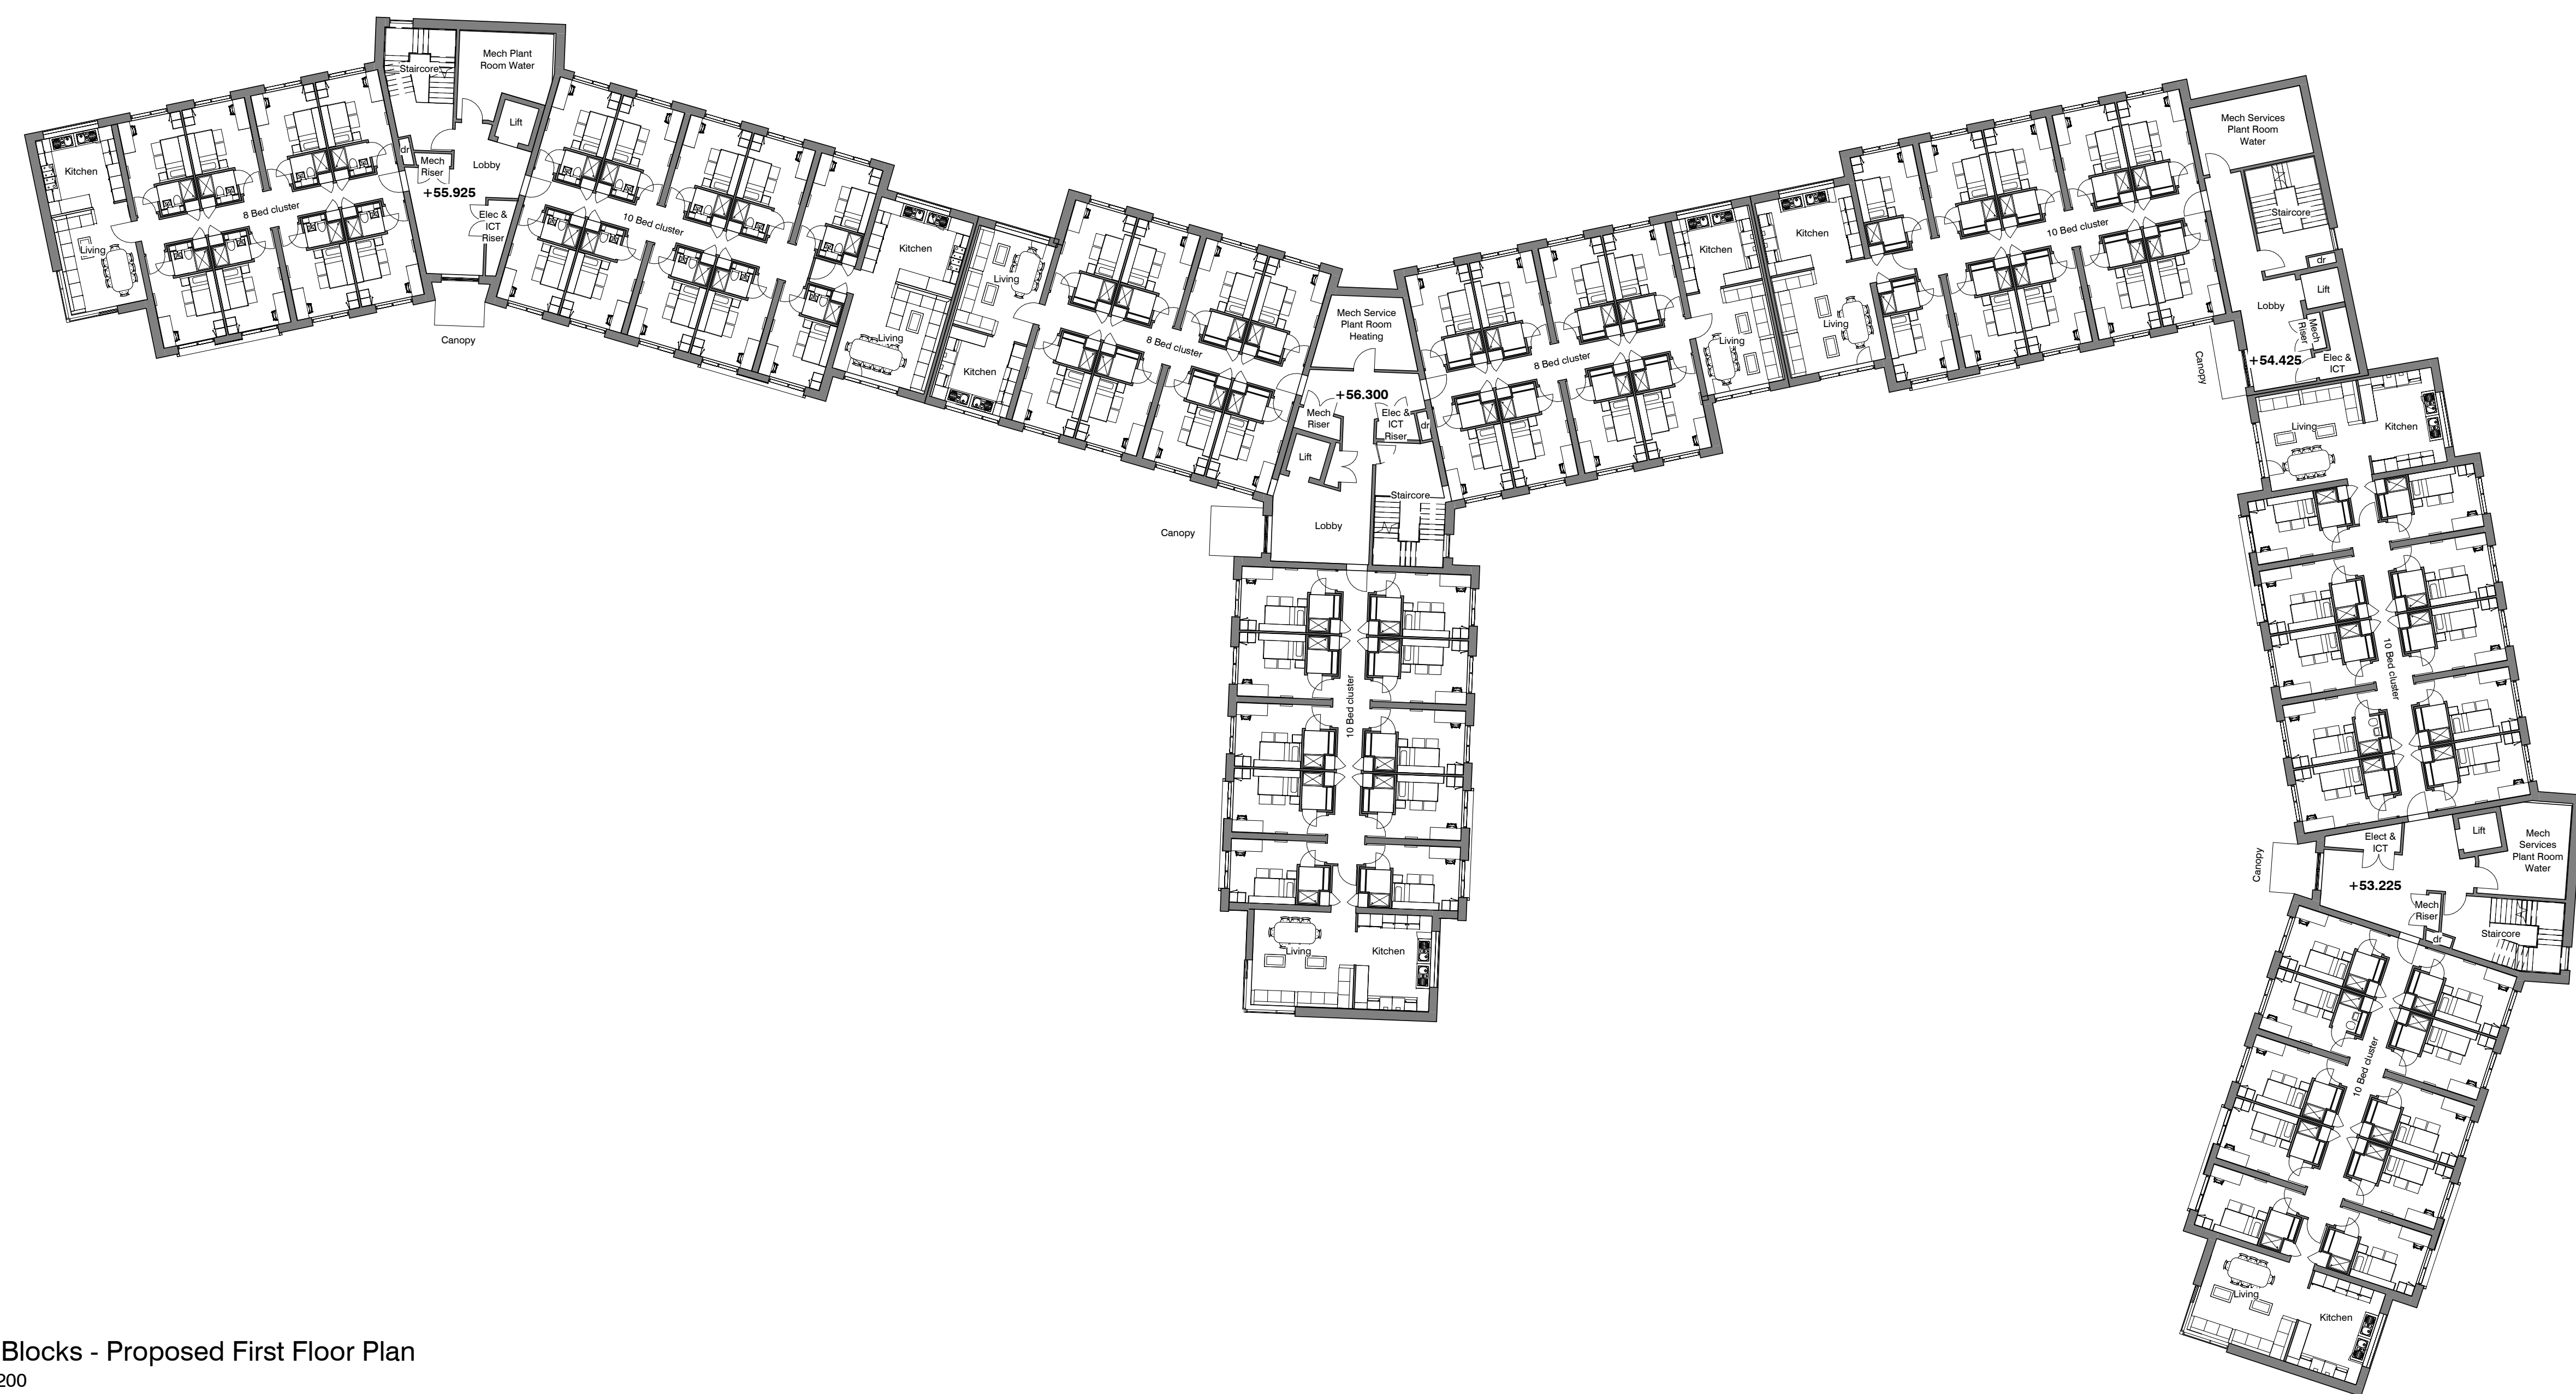 Staircore
Mech Plant
Room Water
Lift
Kitchen
dr
Mech
Riser
Lobby
+55.925
8 Bed cluster
Elec &
ICT
Riser
Living
Canopy
10 Bed cluster
Kitchen
Living
Living
Kitchen
8 Bed cluster
Mech Service
Plant Room
Heating
+56.300
Mech
Riser
Elec &
ICT
Riser
dr
Lift
Staircore
Lobby
Canopy
10 Bed cluster
Living
Kitchen
8 Bed cluster
Kitchen
Living
Kitchen
Living
10 Bed cluster
Mech Services
Plant Room
Water
Staircore
dr
Lift
Lobby
Mech
Riser
+54.425
Elec &
ICT
Canopy
Living
Kitchen
10 Bed cluster
Elect &
ICT
Lift
Mech
Services
Plant Room
Water
Canopy
+53.225
Mech
Riser
dr
Staircore
10 Bed cluster
Living
Kitchen
Blocks - Proposed First Floor Plan
200